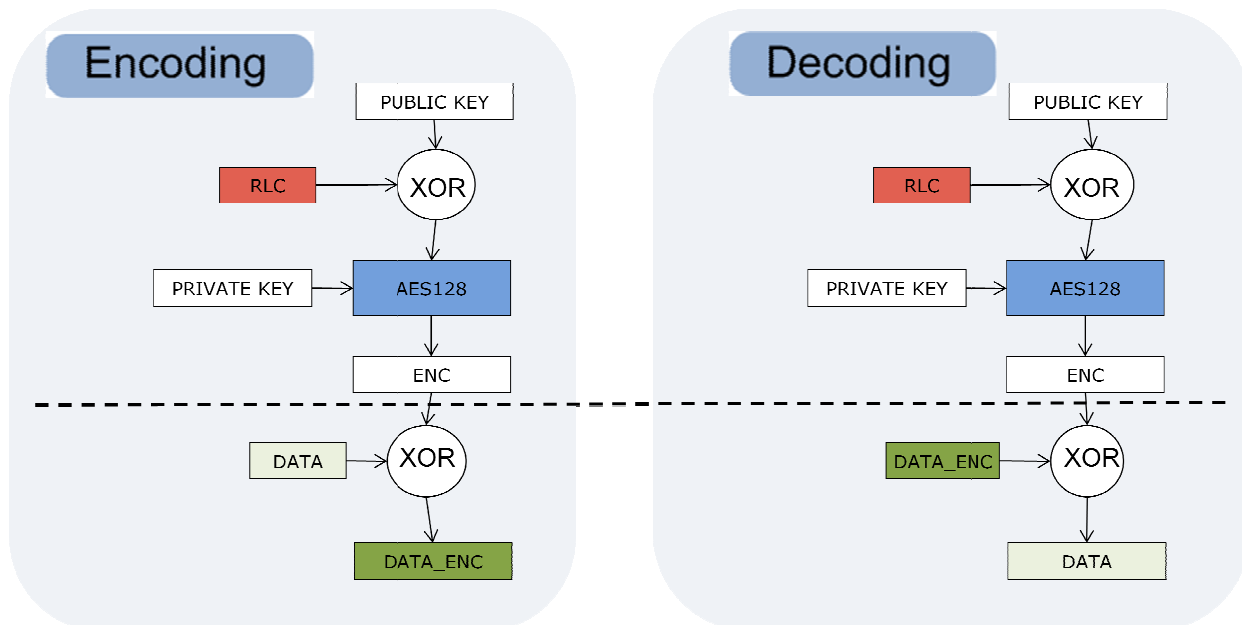 Encoding
PUBLIC KEY
RLC
XOR
PRIVATE KEY
AES128
ENC
DATA
XOR
DATA_ENC
Decoding
PUBLIC KEY
RLC
XOR
PRIVATE KEY
AES128
ENC
DATA_ENC
XOR
DATA